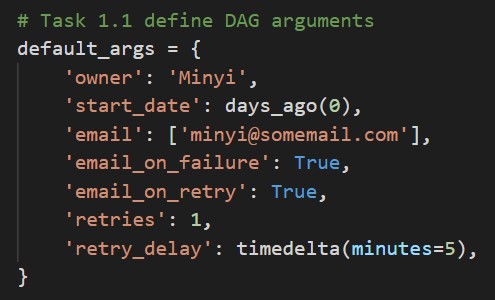 # Task 1.1 define DAG arguments
default_args = {
    'owner': 'Minyi',
    'start_date': days_ago(0),
    'email': ['minyi@somemail.com'],
    'email_on_failure': True,
    'email_on_retry': True,
    'retries': 1,
    'retry_delay': timedelta(minutes=5),
}